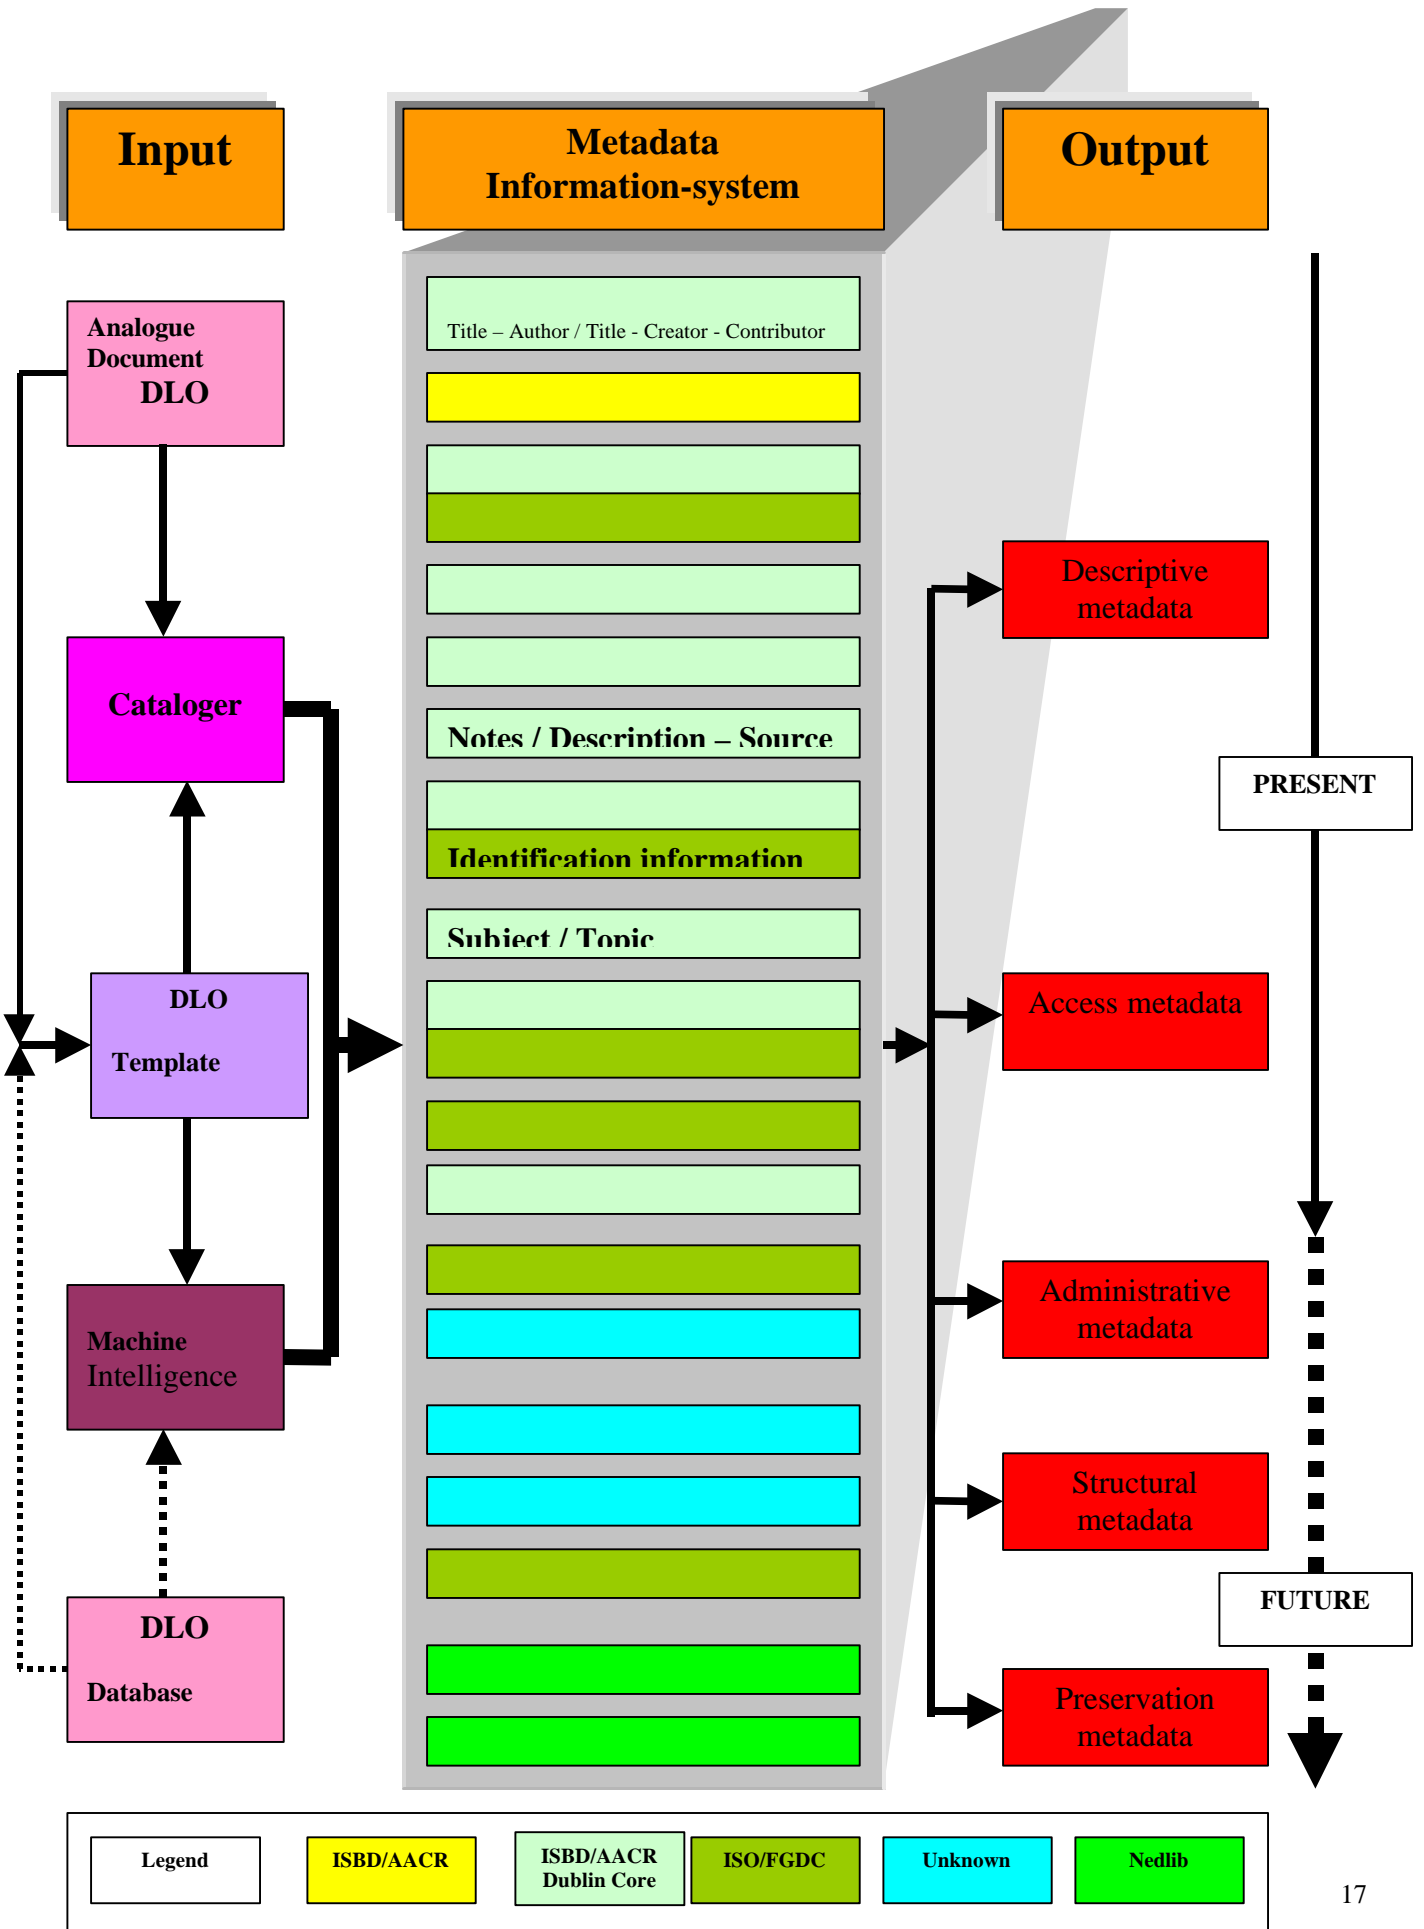 Input
Metadata
Information-system
Output
Analogue
Document
DLO
Cataloger
DLO
Template
Machine
Intelligence
DLO
Database
Title – Author / Title - Creator - Contributor
Notes / Description – Source
Identification information
Subject / Topic
Descriptive
metadata
Access metadata
Administrative
metadata
Structural
metadata
Preservation
metadata
PRESENT
FUTURE
Legend
ISBD/AACR
ISBD/AACR
Dublin Core
ISO/FGDC
Unknown
Nedlib
17